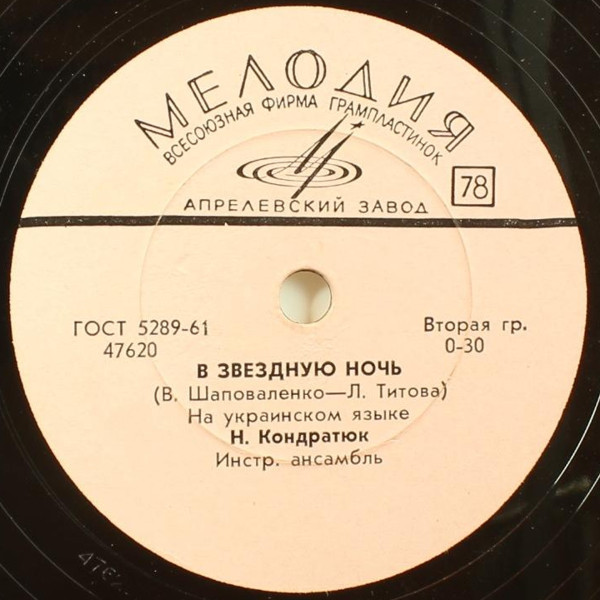 МЕЛОДИЯ
ВСЕСОЮЗНАЯ ФИРМА ГРАМПЛАСТИНОК
78
АПРЕЛЕВСКИЙ ЗАВОД
ГОСТ 5289-61
47620
Вторая гр.
0-30
В ЗВЕЗДНУЮ НОЧЬ
(В. Шаповаленко—Л. Титова)
На украинском языке
Н. Кондратюк
Инстр. ансамбль